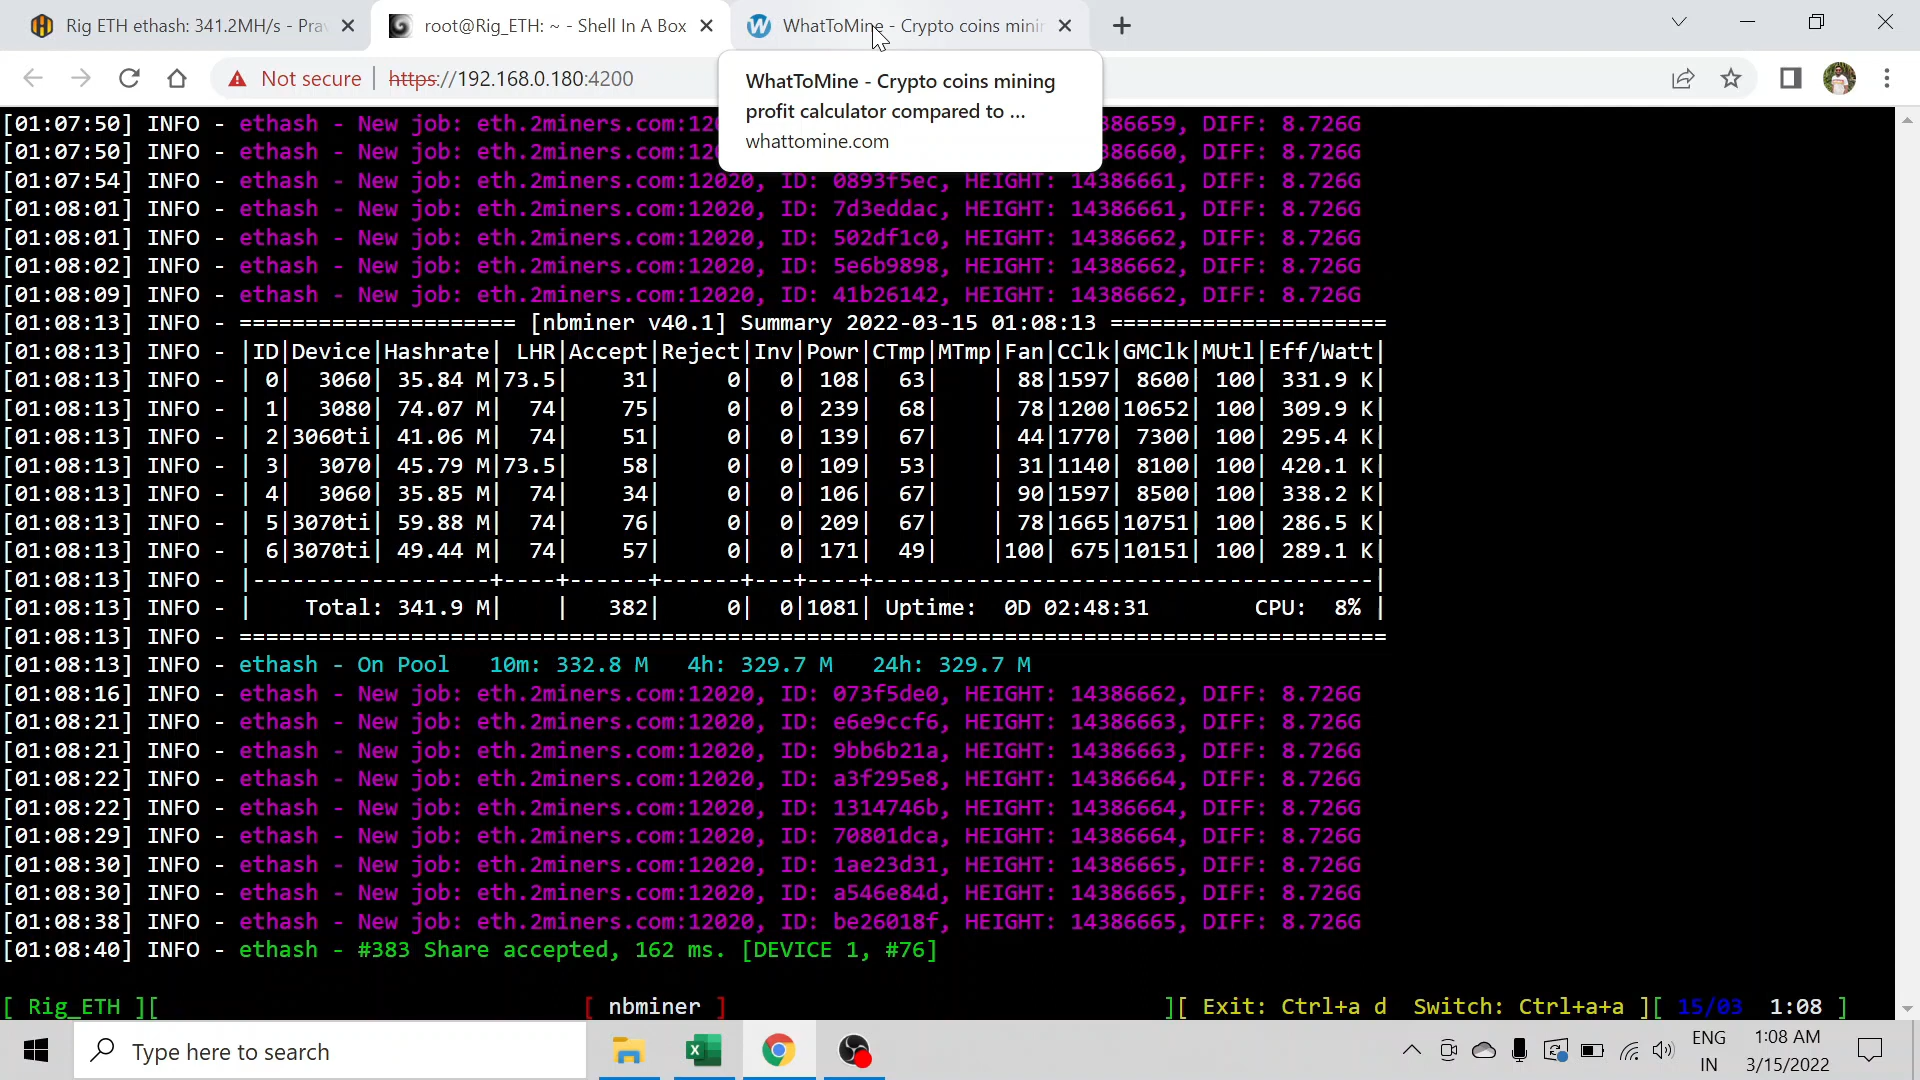 Rig ETH ethash: 341.2MH/s - Prav
root@Rig_ETH: ~ - Shell In A Box
WhatToMine - Crypto coins minin
Not secure | https://192.168.0.180:4200
WhatToMine - Crypto coins mining
profit calculator compared to ...
whattomine.com
[01:07:50] INFO - ethash - New job: eth.2miners.com:120 386659, DIFF: 8.726G
[01:07:50] INFO - ethash - New job: eth.2miners.com:120 386660, DIFF: 8.726G
[01:07:54] INFO - ethash - New job: eth.2miners.com:12020, ID: 0893f5ec, HEIGHT: 14386661, DIFF: 8.726G
[01:08:01] INFO - ethash - New job: eth.2miners.com:12020, ID: 7d3eddac, HEIGHT: 14386661, DIFF: 8.726G
[01:08:01] INFO - ethash - New job: eth.2miners.com:12020, ID: 502df1c0, HEIGHT: 14386662, DIFF: 8.726G
[01:08:02] INFO - ethash - New job: eth.2miners.com:12020, ID: 5e6b9898, HEIGHT: 14386662, DIFF: 8.726G
[01:08:09] INFO - ethash - New job: eth.2miners.com:12020, ID: 41b26142, HEIGHT: 14386662, DIFF: 8.726G
[01:08:13] INFO - ===================== [nbminer v40.1] Summary 2022-03-15 01:08:13 =====================
[01:08:13] INFO - |ID|Device|Hashrate| LHR|Accept|Reject|Inv|Powr|CTmp|MTmp|Fan|CClk|GMClk|MUtl|Eff/Watt|
[01:08:13] INFO - | 0| 3060| 35.84 M|73.5| 31| 0| 0| 108| 63| | 88|1597| 8600| 100| 331.9 K|
[01:08:13] INFO - | 1| 3080| 74.07 M| 74| 75| 0| 0| 239| 68| | 78|1200|10652| 100| 309.9 K|
[01:08:13] INFO - | 2|3060ti| 41.06 M| 74| 51| 0| 0| 139| 67| | 44|1770| 7300| 100| 295.4 K|
[01:08:13] INFO - | 3| 3070| 45.79 M|73.5| 58| 0| 0| 109| 53| | 31|1140| 8100| 100| 420.1 K|
[01:08:13] INFO - | 4| 3060| 35.85 M| 74| 34| 0| 0| 106| 67| | 90|1597| 8500| 100| 338.2 K|
[01:08:13] INFO - | 5|3070ti| 59.88 M| 74| 76| 0| 0| 209| 67| | 78|1665|10751| 100| 286.5 K|
[01:08:13] INFO - | 6|3070ti| 49.44 M| 74| 57| 0| 0| 171| 49| |100| 675|10151| 100| 289.1 K|
[01:08:13] INFO - |------------------+----+------+------+---+----+--------------------------------------|
[01:08:13] INFO - | Total: 341.9 M| | 382| 0| 0|1081| Uptime: 0D 02:48:31 CPU: 8% |
[01:08:13] INFO - =======================================================================================
[01:08:13] INFO - ethash - On Pool 10m: 332.8 M 4h: 329.7 M 24h: 329.7 M
[01:08:16] INFO - ethash - New job: eth.2miners.com:12020, ID: 073f5de0, HEIGHT: 14386662, DIFF: 8.726G
[01:08:21] INFO - ethash - New job: eth.2miners.com:12020, ID: e6e9ccf6, HEIGHT: 14386663, DIFF: 8.726G
[01:08:21] INFO - ethash - New job: eth.2miners.com:12020, ID: 9bb6b21a, HEIGHT: 14386663, DIFF: 8.726G
[01:08:22] INFO - ethash - New job: eth.2miners.com:12020, ID: a3f295e8, HEIGHT: 14386664, DIFF: 8.726G
[01:08:22] INFO - ethash - New job: eth.2miners.com:12020, ID: 1314746b, HEIGHT: 14386664, DIFF: 8.726G
[01:08:29] INFO - ethash - New job: eth.2miners.com:12020, ID: 70801dca, HEIGHT: 14386664, DIFF: 8.726G
[01:08:30] INFO - ethash - New job: eth.2miners.com:12020, ID: 1ae23d31, HEIGHT: 14386665, DIFF: 8.726G
[01:08:30] INFO - ethash - New job: eth.2miners.com:12020, ID: a546e84d, HEIGHT: 14386665, DIFF: 8.726G
[01:08:38] INFO - ethash - New job: eth.2miners.com:12020, ID: be26018f, HEIGHT: 14386665, DIFF: 8.726G
[01:08:40] INFO - ethash - #383 Share accepted, 162 ms. [DEVICE 1, #76]
[ Rig_ETH ][ [ nbminer ] ][ Exit: Ctrl+a d Switch: Ctrl+a+a ][ 15/03 1:08 ]
Type here to search
ENG
IN
1:08 AM
3/15/2022